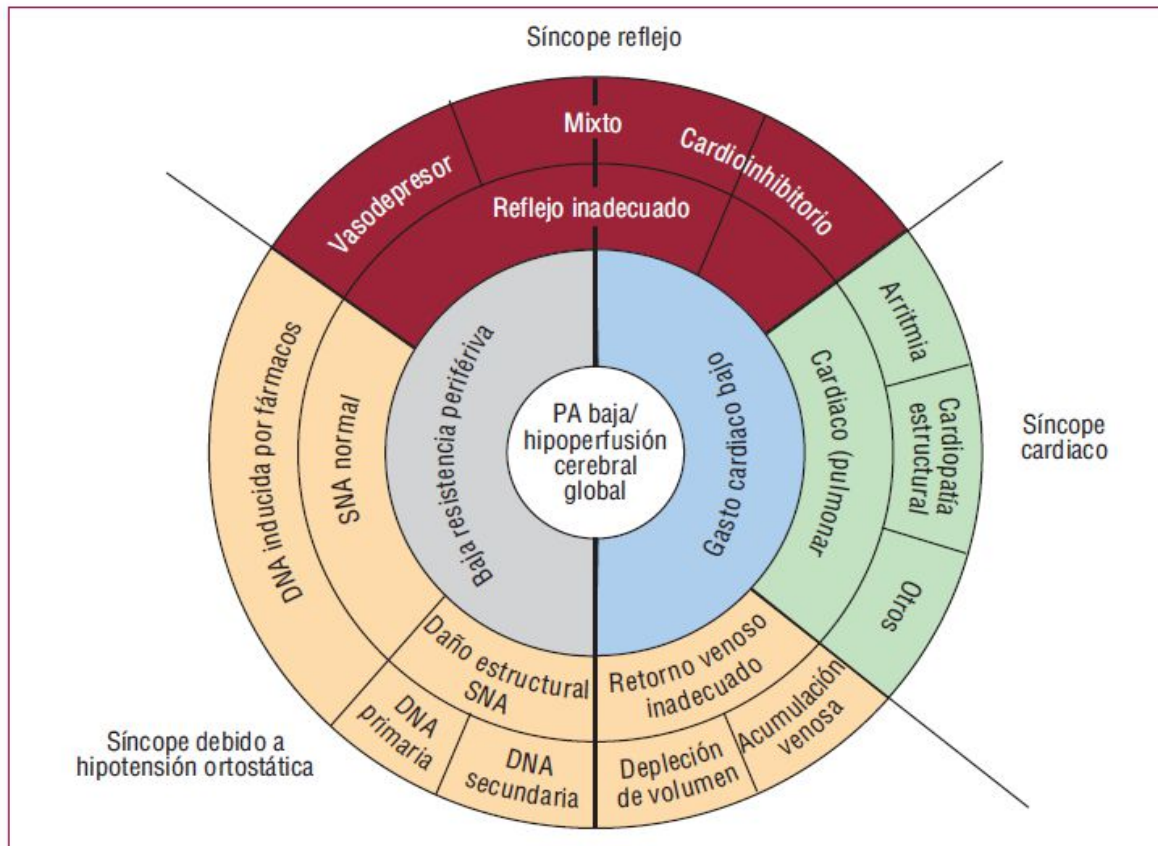 Síncope reflejo
Mixto
Vasodepresor
Cardioinhibitorio
Reflejo inadecuado
Arritmia
DNA inducida por fármacos
SNA normal
Baja resistencia perifériva
PA baja/
hipoperfusión
cerebral
global
Gasto cardiaco bajo
Cardiaco (pulmonar
Cardiopatía
estructural
Síncope
cardiaco
Otros
Daño estructural
SNA
Retorno venoso
inadecuado
DNA
primaria
DNA
secundaria
Depleción
de volumen
Acumulación
venosa
Síncope debido a
hipotensión ortostática